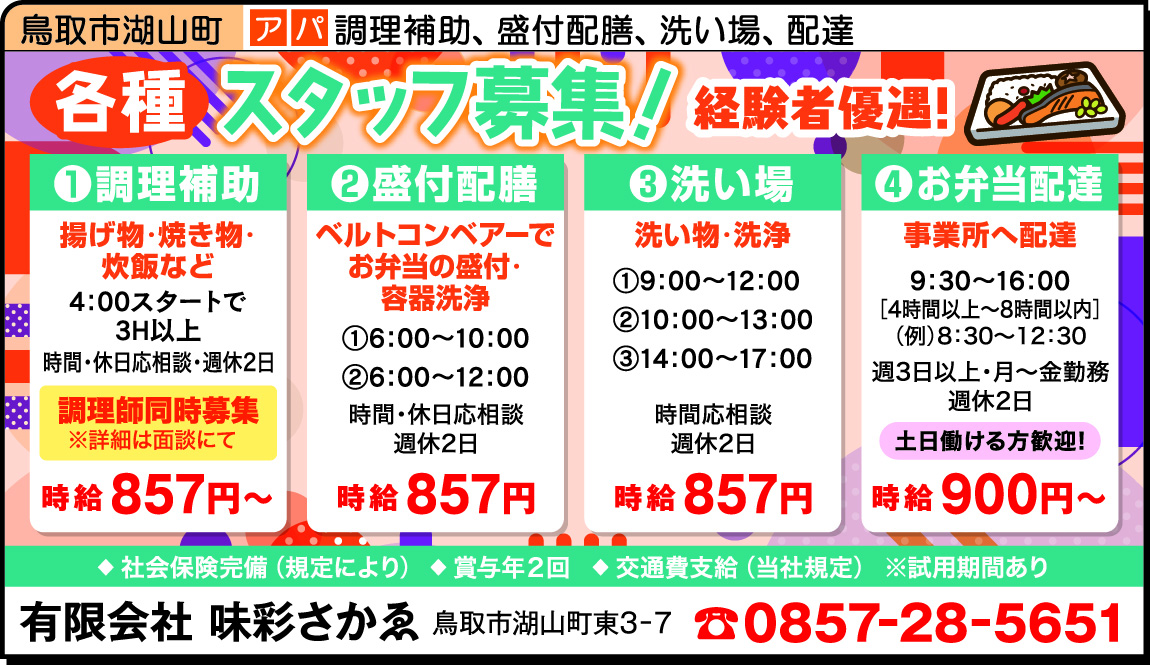 鳥取市湖山町 アパ 調理補助、盛付配膳、洗い場、配達
各種 スタッフ募集! 経験者優遇!
❶調理補助
揚げ物・焼き物・
炊飯など
4:00スタートで
3H以上
時間・休日応相談・週休2日
調理師同時募集
※詳細は面談にて
時給857円〜
❷盛付配膳
ベルトコンベアーで
お弁当の盛付・
容器洗浄
①6:00〜10:00
②6:00〜12:00
時間・休日応相談
週休2日
時給857円
❸洗い場
洗い物・洗浄
①9:00〜12:00
②10:00〜13:00
③14:00〜17:00
時間応相談
週休2日
時給857円
❹お弁当配達
事業所へ配達
9:30〜16:00
[4時間以上〜8時間以内]
(例)8:30〜12:30
週3日以上・月〜金勤務
週休2日
土日働ける方歓迎!
時給900円〜
◆社会保険完備(規定により) ◆賞与年2回 ◆交通費支給(当社規定) ※試用期間あり
有限会社 味彩さかゑ 鳥取市湖山町東3-7 ☎0857-28-5651